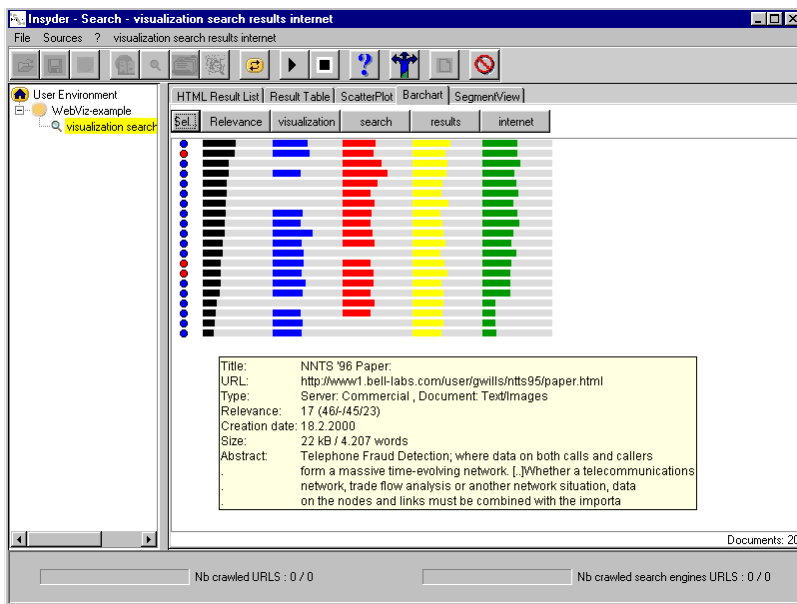 Insyder - Search - visualization search results internet
File Sources ? visualization search results internet
User Environment
WebViz-example
visualization search
HTML Result List Result Table ScatterPlot Barchart SegmentView
Sel.. Relevance visualization search results internet
Title: NNTS '96 Paper:
URL: http://www1.bell-labs.com/user/gwills/ntts95/paper.html
Type: Server: Commercial , Document: Text/Images
Relevance: 17 (46/-/45/23)
Creation date: 18.2.2000
Size: 22 kB / 4.207 words
Abstract: Telephone Fraud Detection; where data on both calls and callers
. form a massive time-evolving network. [..]Whether a telecommunications
. network, trade flow analysis or another network situation, data
. on the nodes and links must be combined with the importa
Documents: 20
Nb crawled URLS : 0 / 0
Nb crawled search engines URLS : 0 / 0